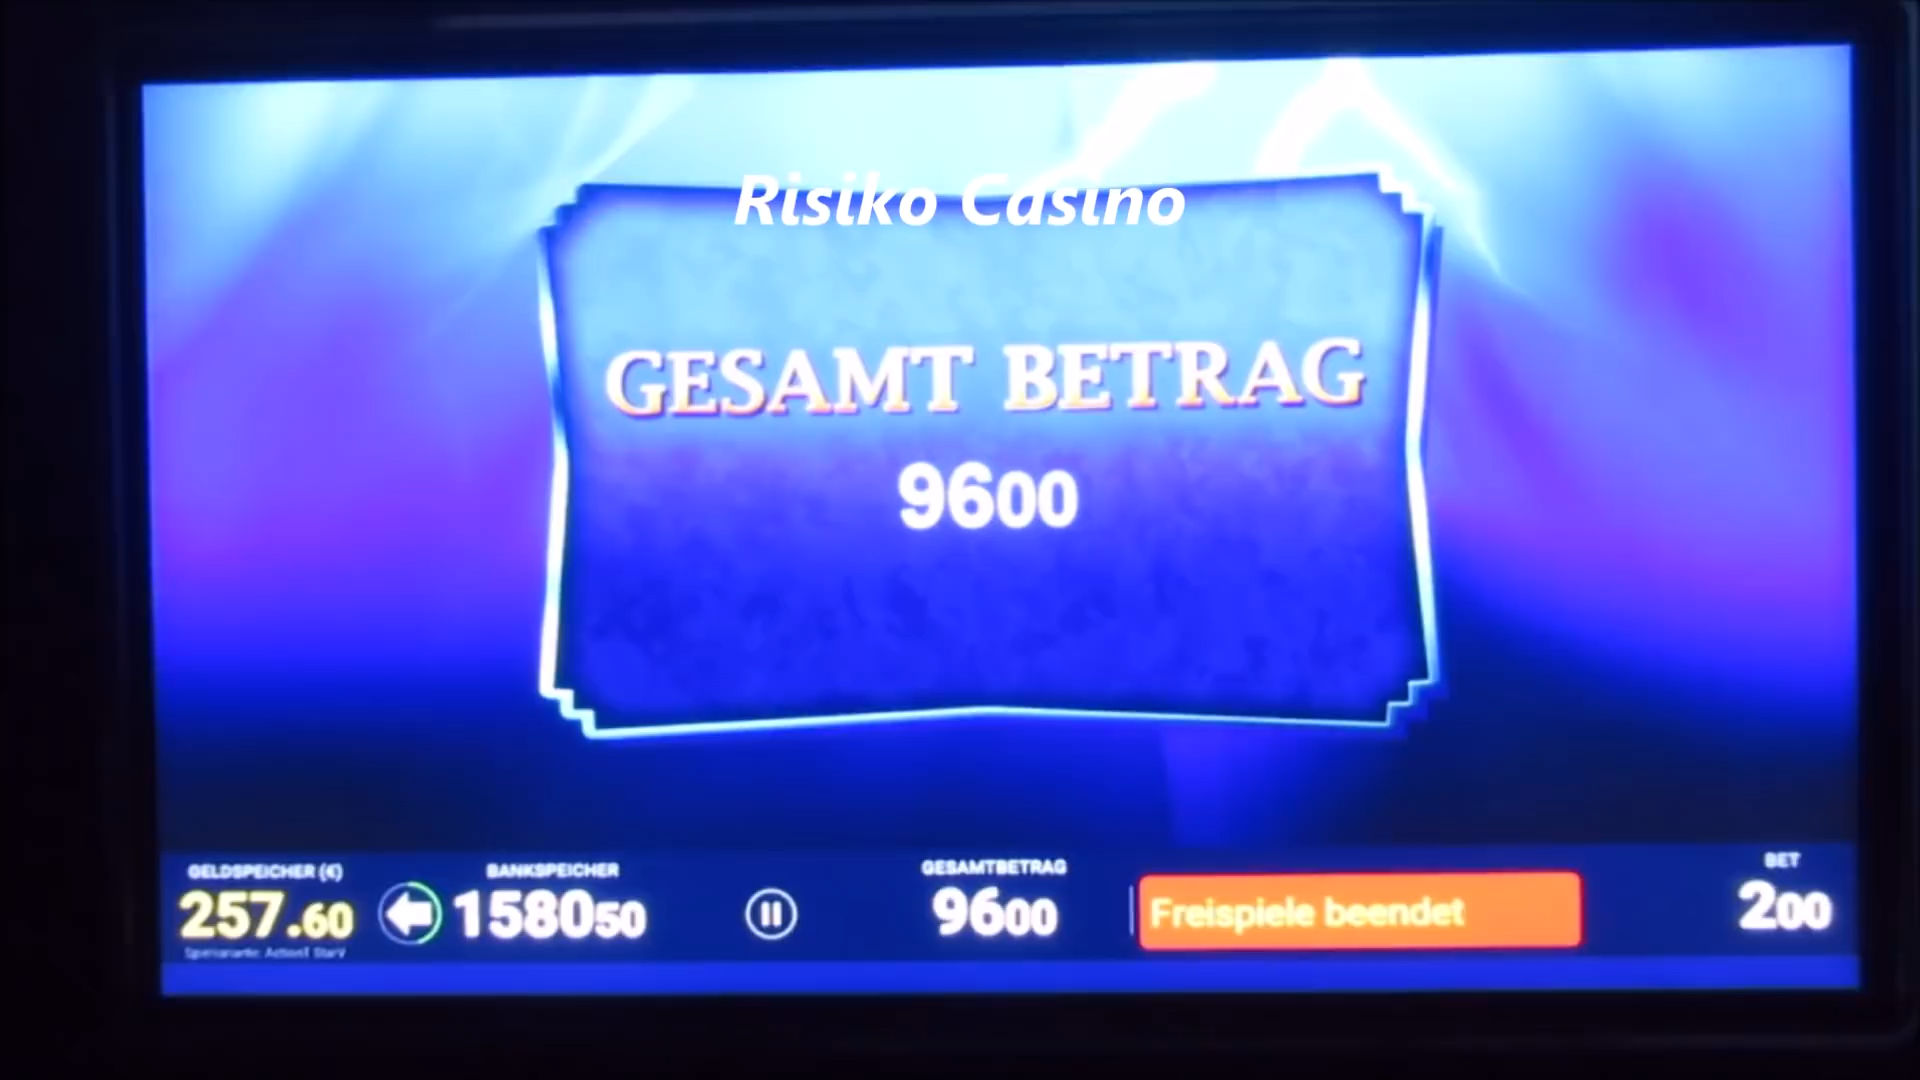 Risiko Casino
GESAMT BETRAG
9600
GELDSPEICHER (€)
257.60
BANKSPEICHER
158050
GESAMTBETRAG
9600
Freispiele beendet
BET
200